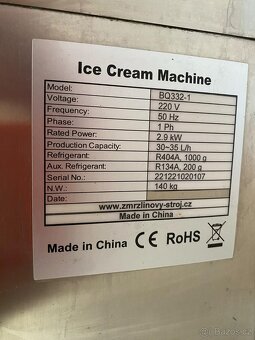 Ice Cream Machine
Model: BQ332-1
Voltage: 220 V
Frequency: 50 Hz
Phase: 1 Ph
Rated Power: 2.9 kW
Production Capacity: 30~35 L/h
Refrigerant: R404A, 1000 g
Aux. Refrigerant: R134A, 200 g
Serial No.: 221221020107
N.W.: 140 kg
Date:
www.zmrzlinovy-stroj.cz
Made in China
Made in China CE RoHS